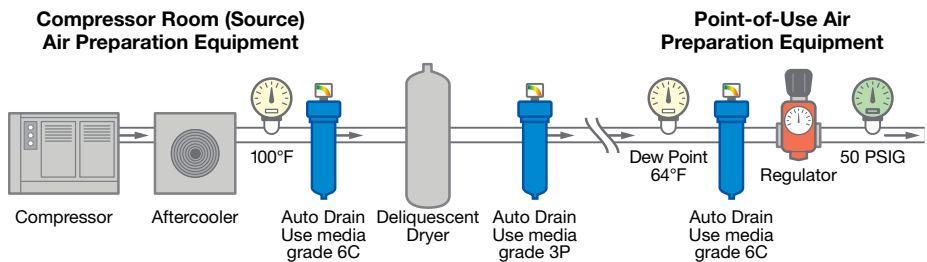 Compressor Room (Source)
Air Preparation Equipment
Point-of-Use Air
Preparation Equipment
100°F
Dew Point
64°F
Regulator
50 PSIG
Compressor
Aftercooler
Auto Drain
Use media
grade 6C
Deliquescent
Dryer
Auto Drain
Use media
grade 3P
Auto Drain
Use media
grade 6C